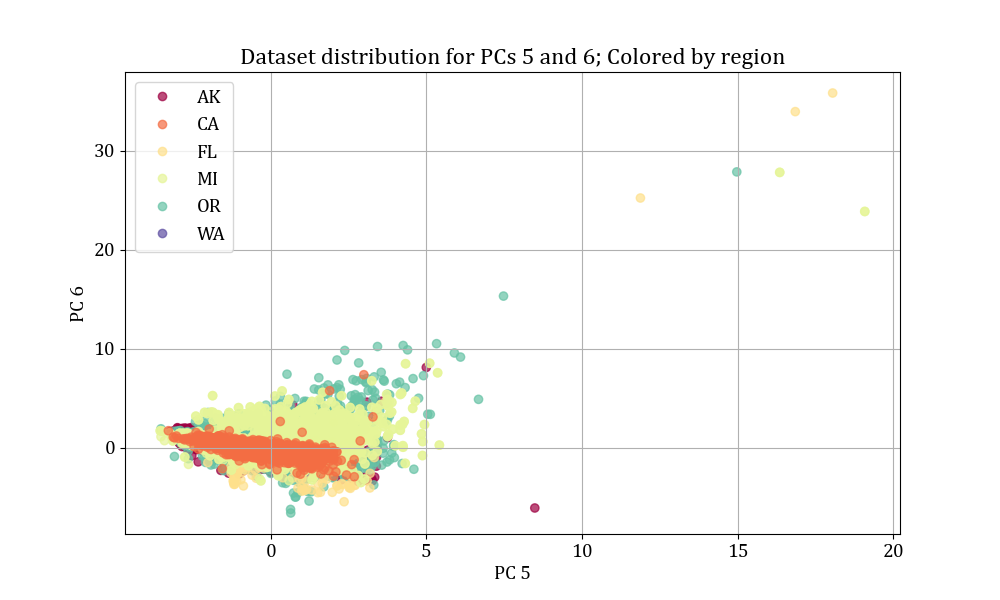 Dataset distribution for PCs 5 and 6; Colored by region
AK
CA
FL
MI
OR
WA
30
20
10
0
PC 6
0
5
10
15
20
PC 5